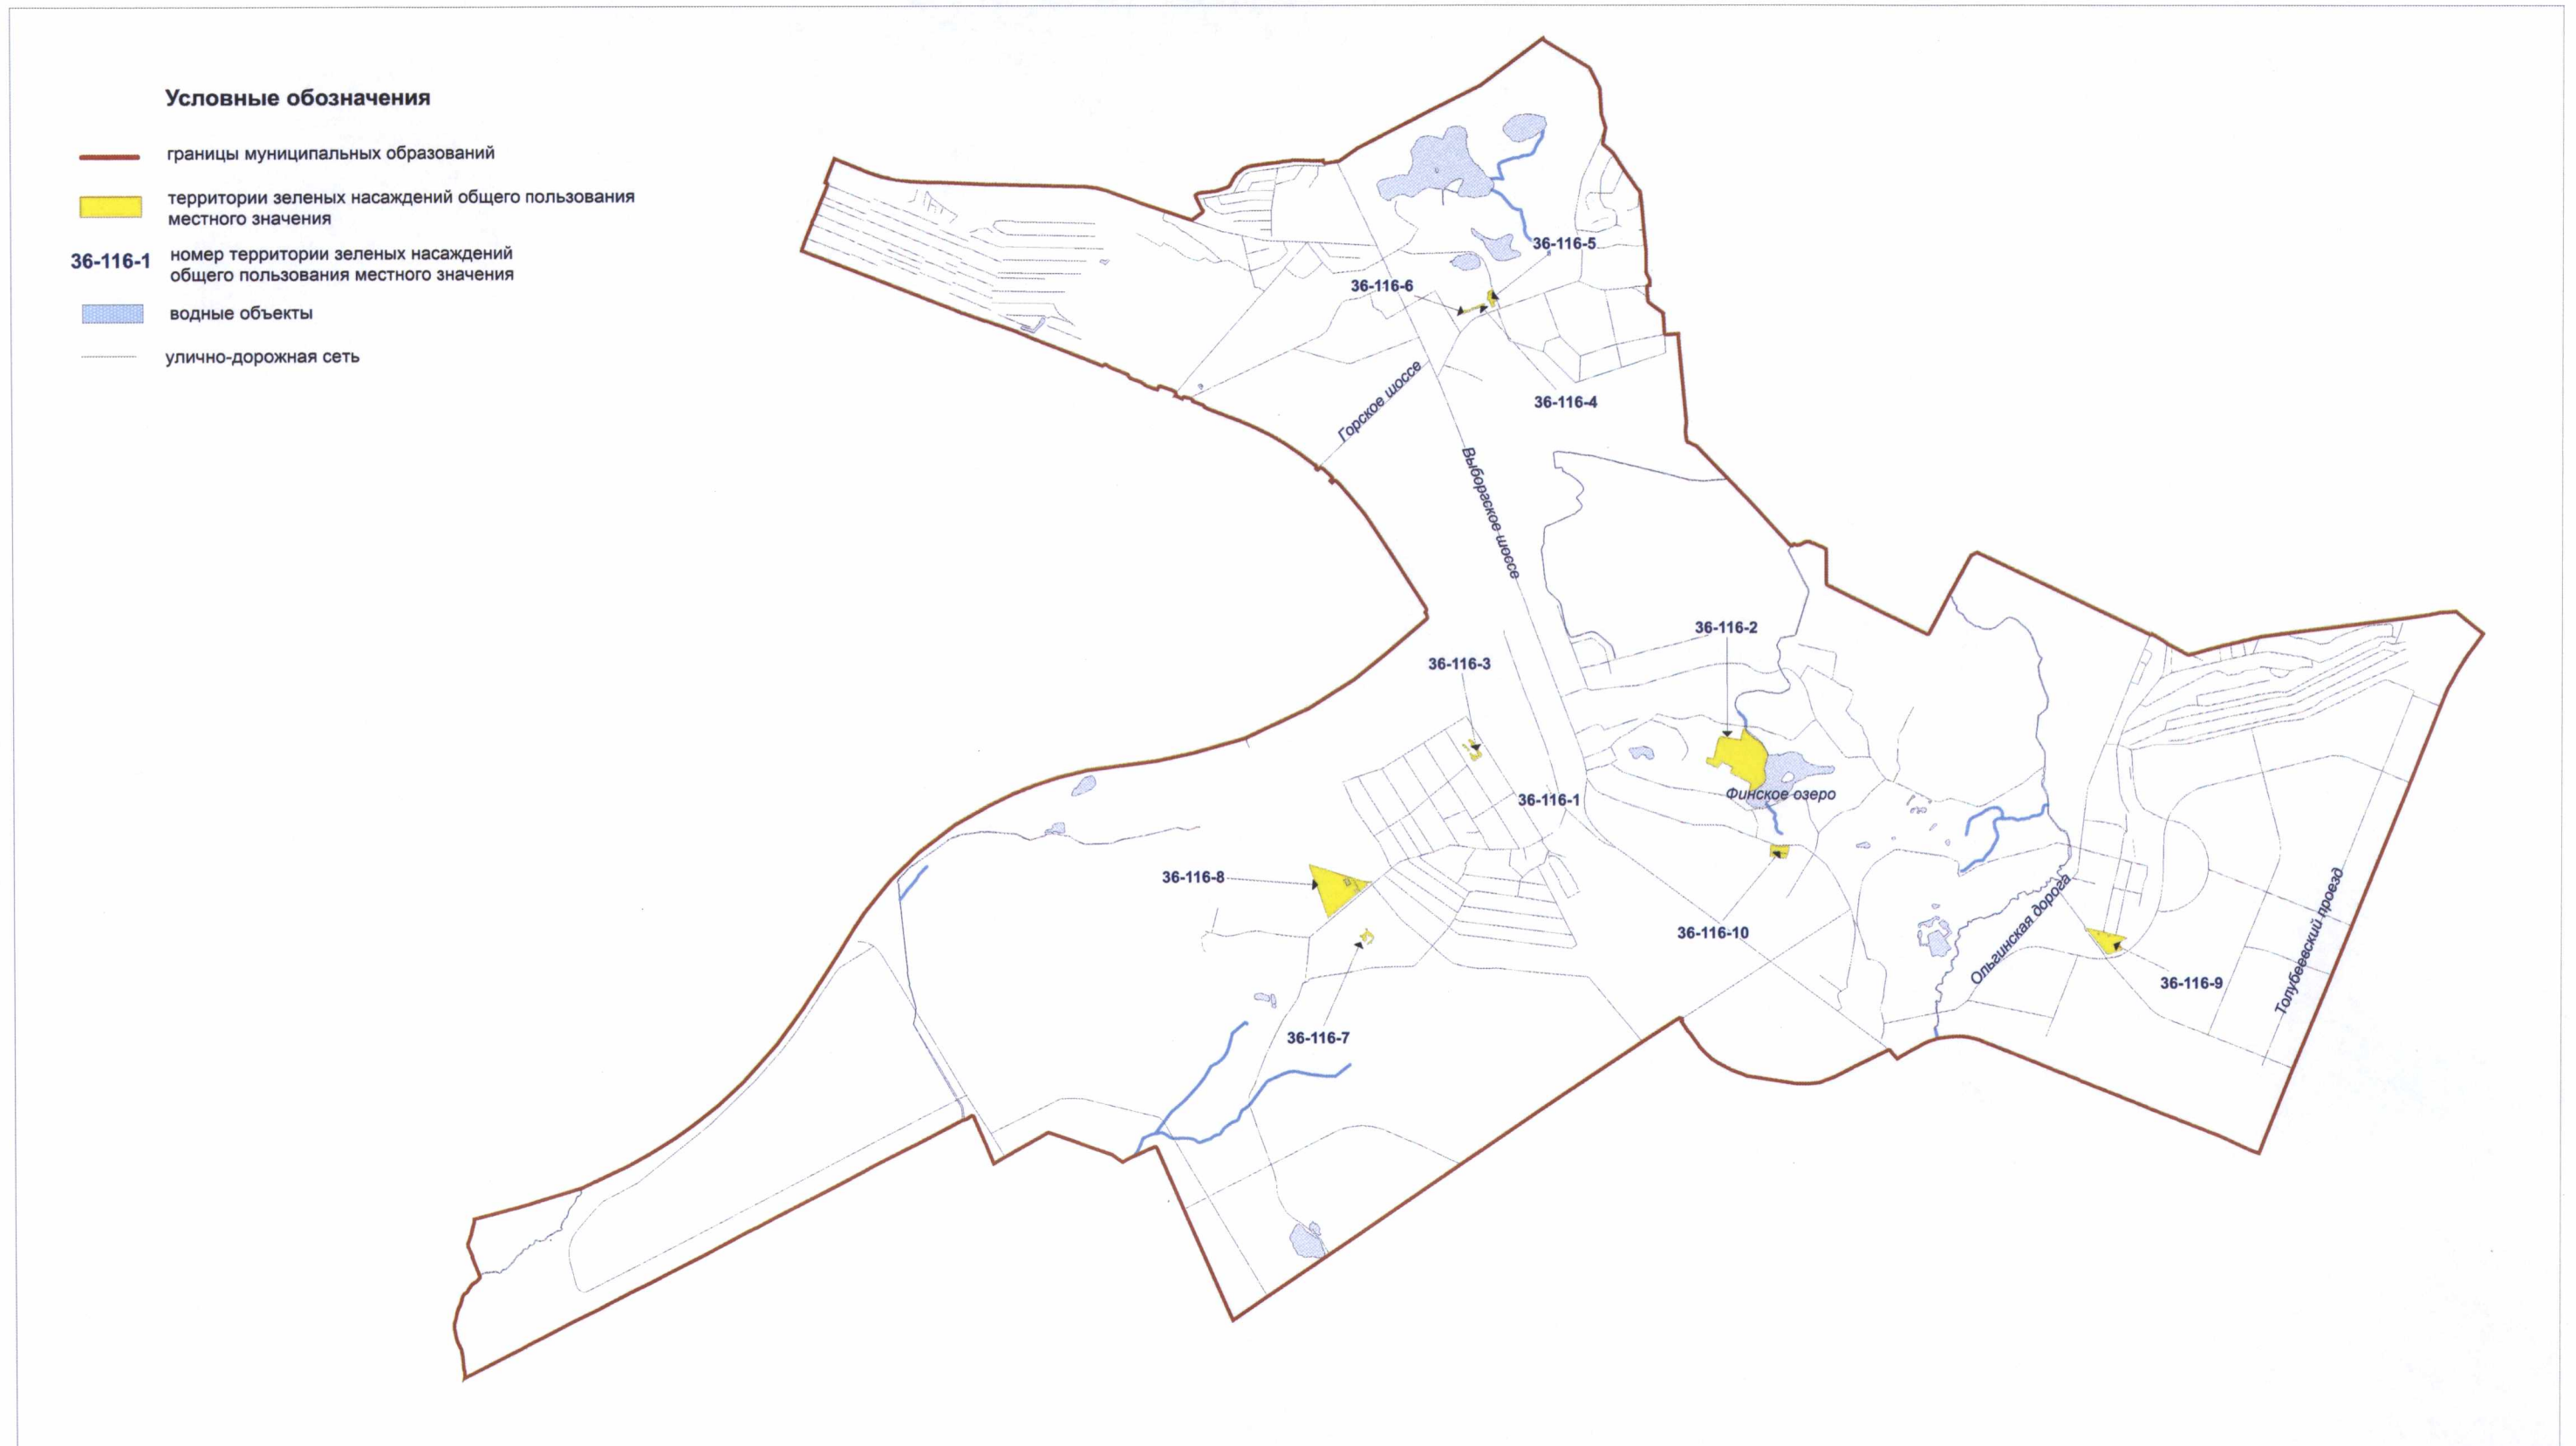 Условные обозначения
границы муниципальных образований
территории зеленых насаждений общего пользования
местного значения
36-116-1
номер территории зеленых насаждений
общего пользования местного значения
водные объекты
улично-дорожная сеть
36-116-5
36-116-6
Горское шоссе
36-116-4
Выборгское шоссе
36-116-2
36-116-3
36-116-1
Финское озеро
36-116-8
36-116-10
Ольгинская дорога
36-116-9
Толубеевский проезд
36-116-7